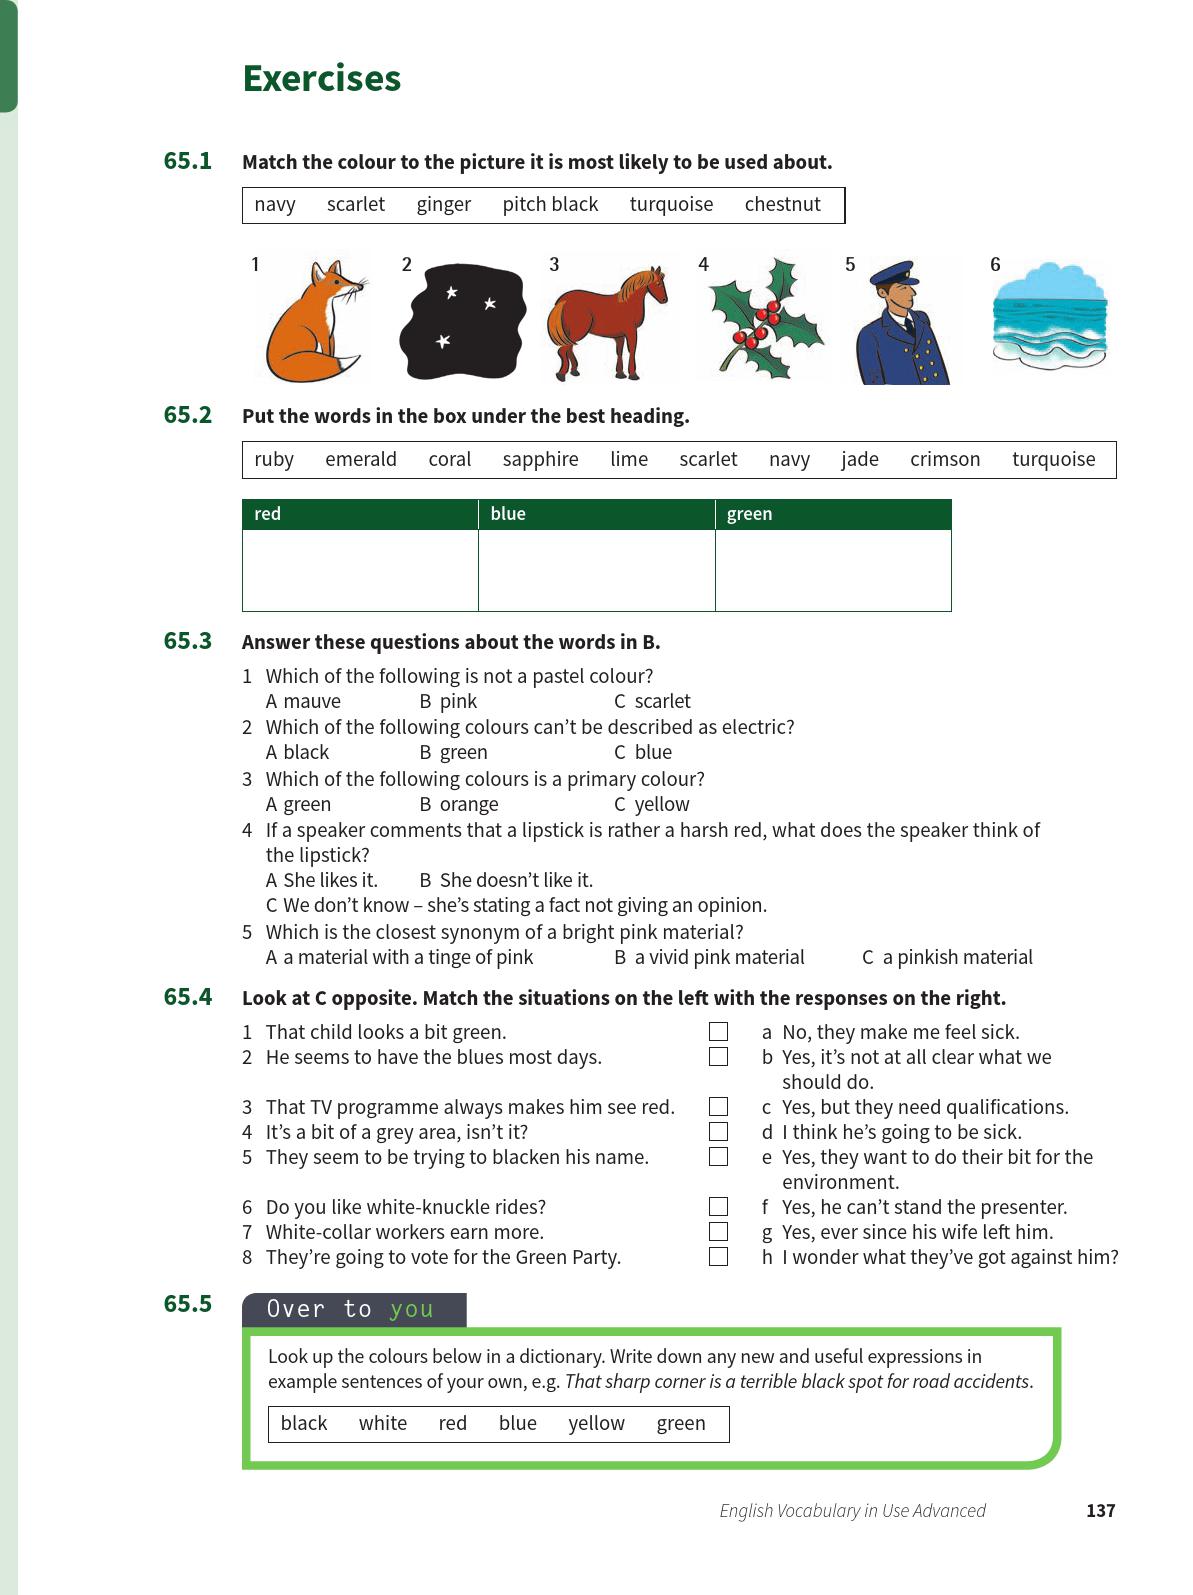 Exercises
65.1 Match the colour to the picture it is most likely to be used about.
navy scarlet ginger pitch black turquoise chestnut
1 2 3 4 5 6
65.2 Put the words in the box under the best heading.
ruby emerald coral sapphire lime scarlet navy jade crimson turquoise
red blue green
65.3 Answer these questions about the words in B.
1 Which of the following is not a pastel colour?
A mauve B pink C scarlet
2 Which of the following colours can’t be described as electric?
A black B green C blue
3 Which of the following colours is a primary colour?
A green B orange C yellow
4 If a speaker comments that a lipstick is rather a harsh red, what does the speaker think of
the lipstick?
A She likes it. B She doesn’t like it.
C We don’t know – she’s stating a fact not giving an opinion.
5 Which is the closest synonym of a bright pink material?
A a material with a tinge of pink B a vivid pink material C a pinkish material
65.4 Look at C opposite. Match the situations on the left with the responses on the right.
1 That child looks a bit green. a No, they make me feel sick.
2 He seems to have the blues most days. b Yes, it’s not at all clear what we
should do.
3 That TV programme always makes him see red. c Yes, but they need qualifications.
4 It’s a bit of a grey area, isn’t it? d I think he’s going to be sick.
5 They seem to be trying to blacken his name. e Yes, they want to do their bit for the
environment.
6 Do you like white-knuckle rides? f Yes, he can’t stand the presenter.
7 White-collar workers earn more. g Yes, ever since his wife left him.
8 They’re going to vote for the Green Party. h I wonder what they’ve got against him?
65.5 Over to you
Look up the colours below in a dictionary. Write down any new and useful expressions in
example sentences of your own, e.g. That sharp corner is a terrible black spot for road accidents.
black white red blue yellow green
English Vocabulary in Use Advanced 137